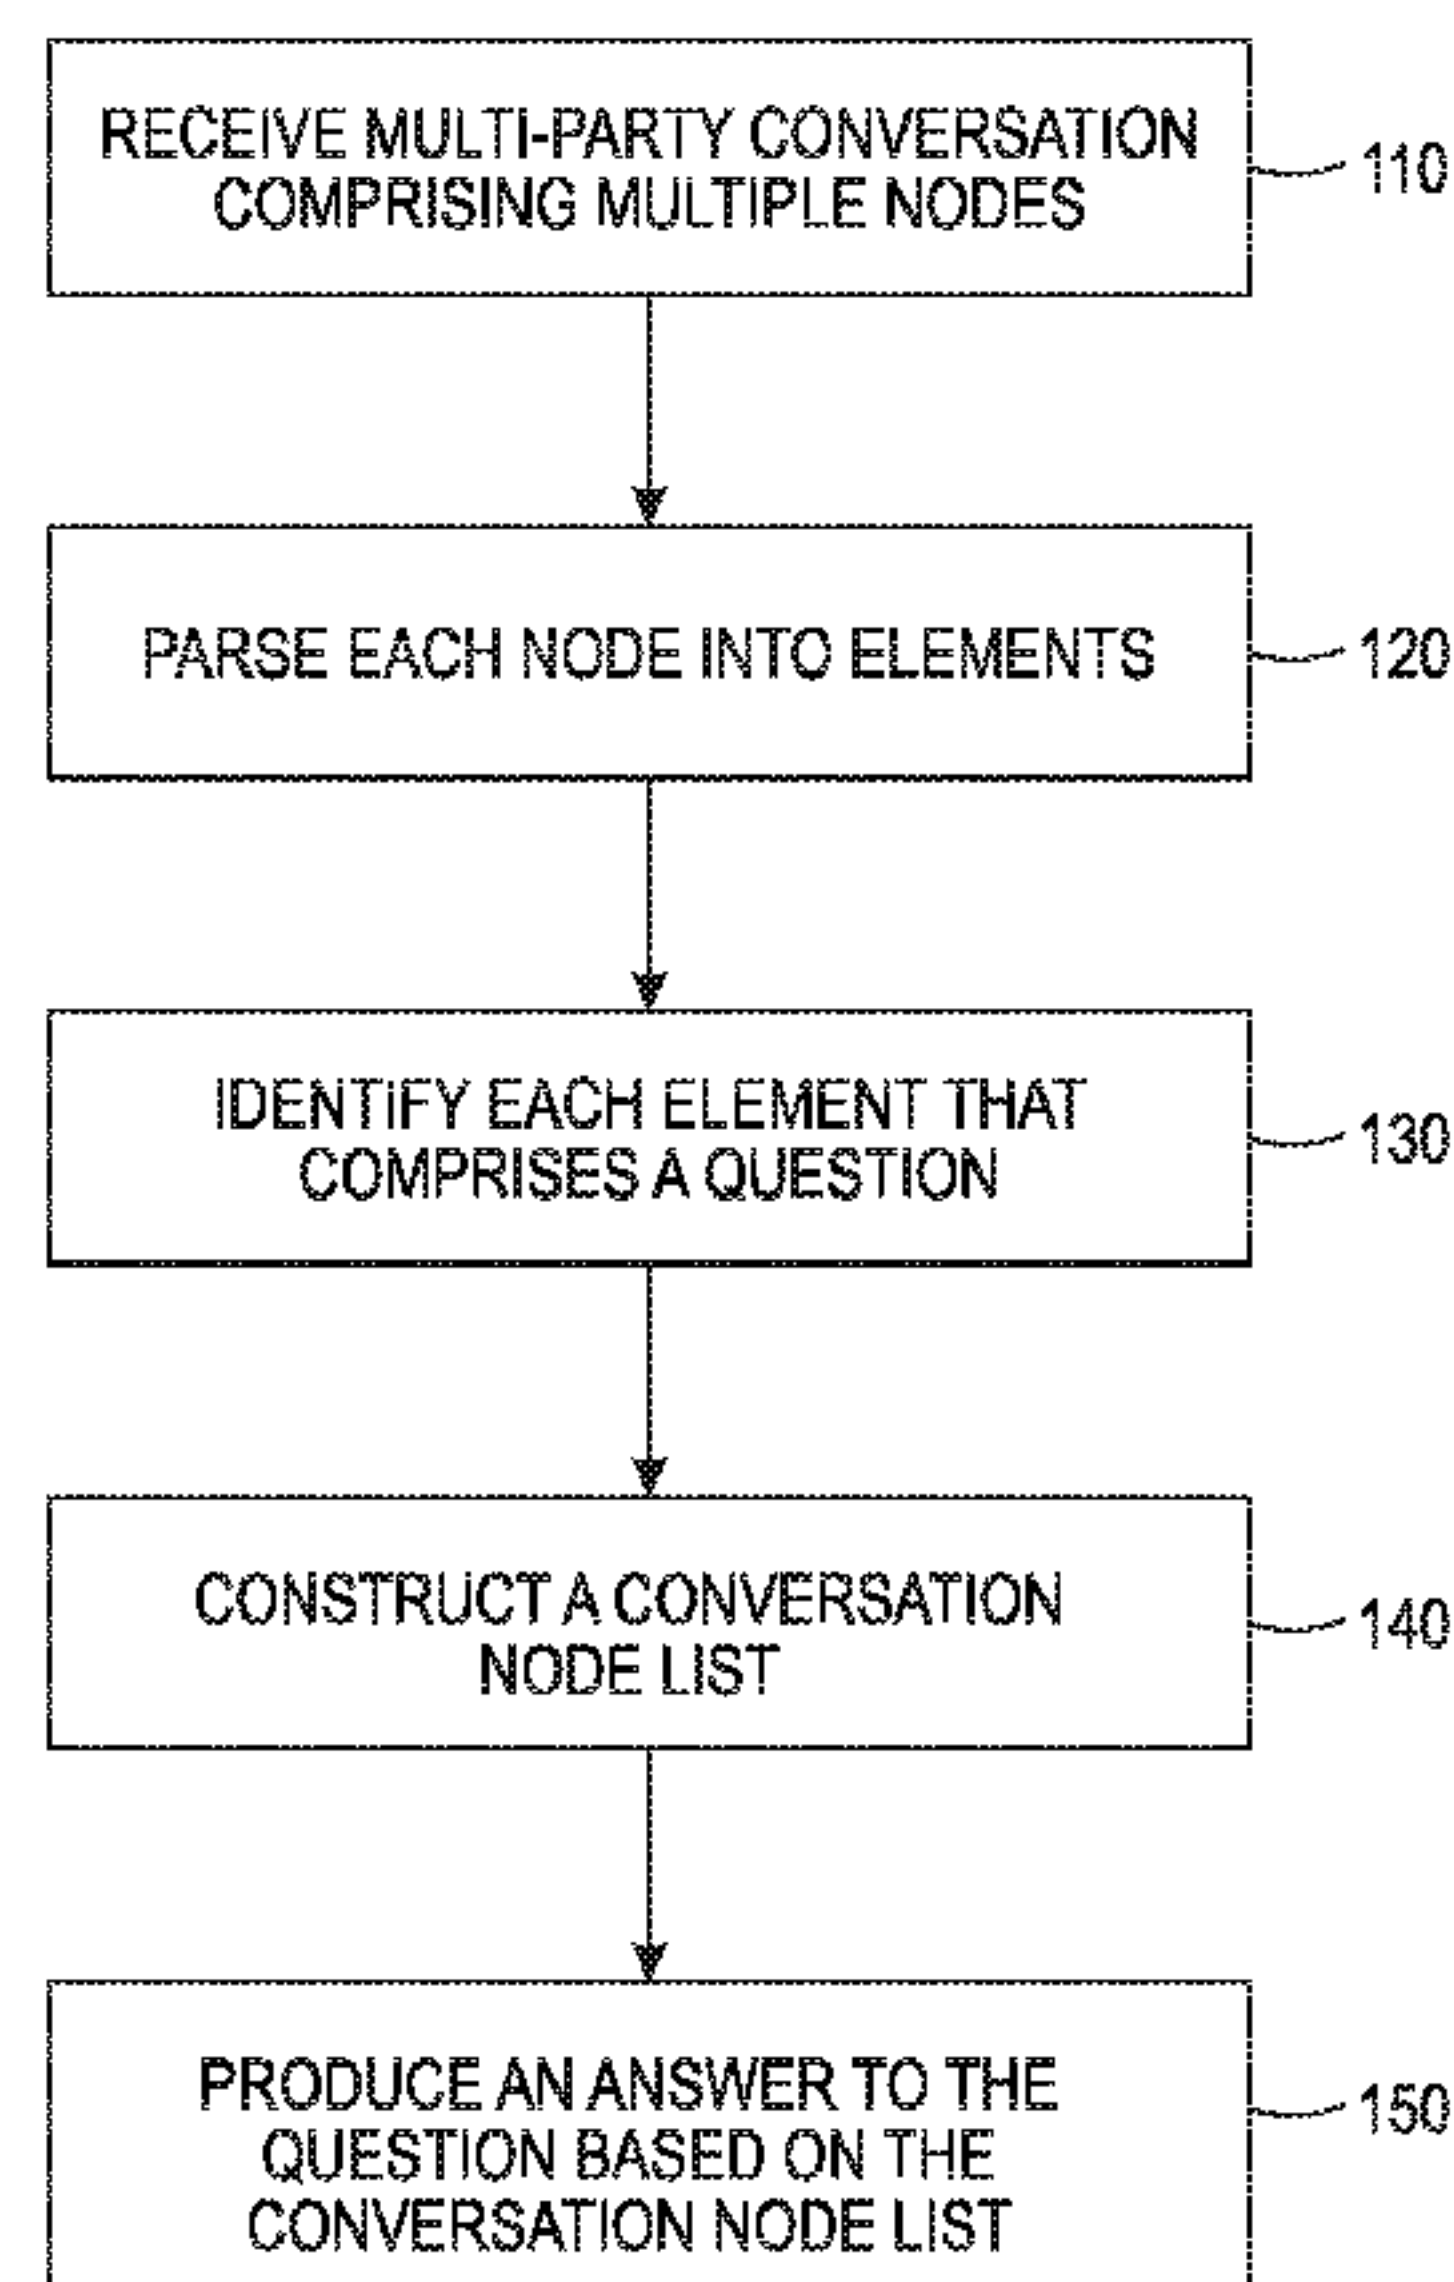 RECEIVE MULTI-PARTY CONVERSATION
COMPRISING MULTIPLE NODES
110
PARSE EACH NODE INTO ELEMENTS
120
IDENTIFY EACH ELEMENT THAT
COMPRISES A QUESTION
130
CONSTRUCT A CONVERSATION
NODE LIST
140
PRODUCE AN ANSWER TO THE
QUESTION BASED ON THE
CONVERSATION NODE LIST
150